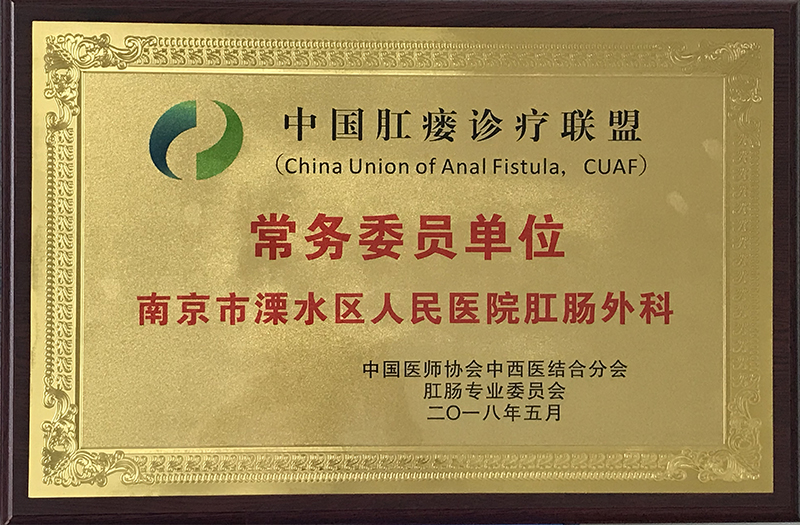 中国肛瘘诊疗联盟
（China Union of Anal Fistula，CUAF）
常务委员单位
南京市溧水区人民医院肛肠外科
中国医师协会中西医结合分会
肛肠专业委员会
二〇一八年五月